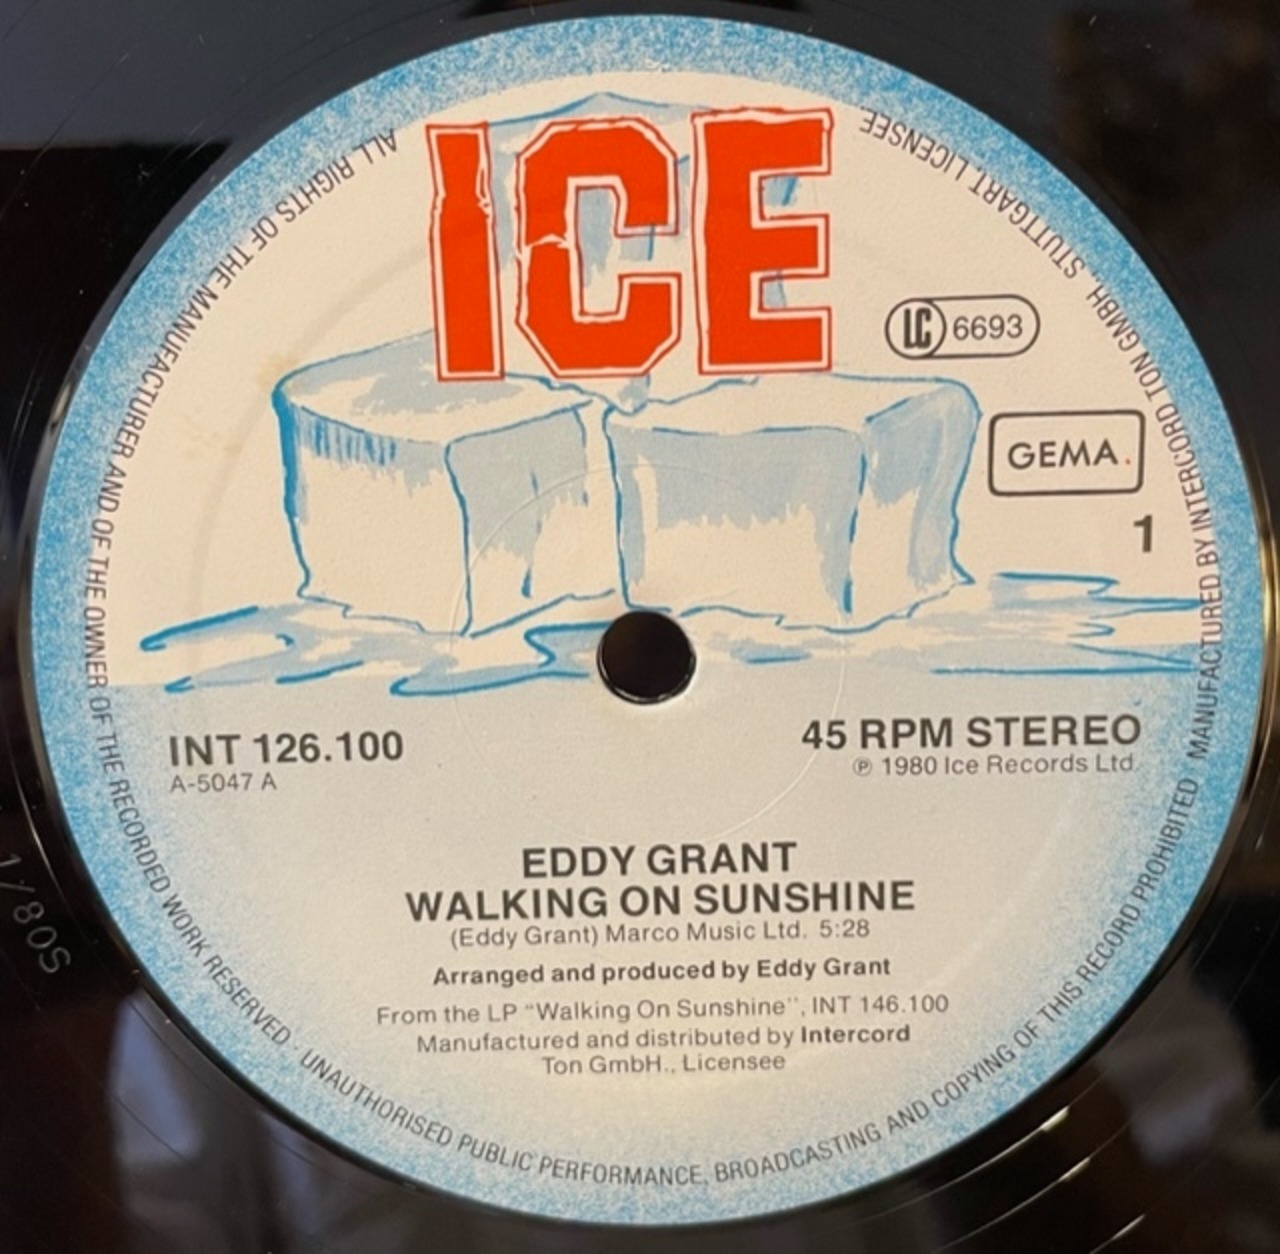 ICE
LC 6693
GEMA.
1
INT 126.100
A-5047 A
45 RPM STEREO
℗ 1980 Ice Records Ltd.
EDDY GRANT
WALKING ON SUNSHINE
(Eddy Grant) Marco Music Ltd. 5:28
Arranged and produced by Eddy Grant
From the LP "Walking On Sunshine", INT 146.100
Manufactured and distributed by Intercord
Ton GmbH., Licensee
ALL RIGHTS OF THE MANUFACTURER AND OF THE OWNER OF THE RECORDED WORK RESERVED · UNAUTHORISED PUBLIC PERFORMANCE, BROADCASTING AND COPYING OF THIS RECORD PROHIBITED MANUFACTURED BY INTERCORD TON GMBH., STUTTGART, LICENSEE